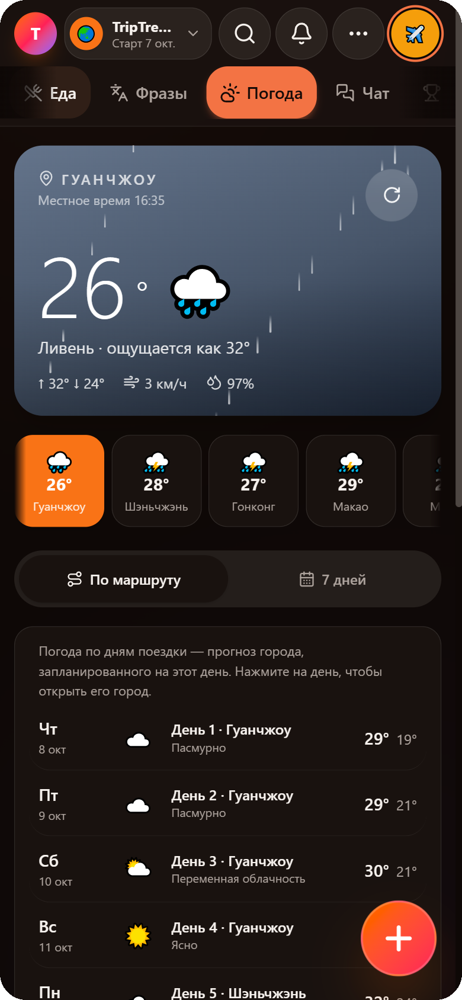 T
TripTre...
Старт 7 окт.
Еда
Фразы
Погода
Чат
ГУАНЧЖОУ
Местное время 16:35
26°
Ливень · ощущается как 32°
↑ 32° ↓ 24°
3 км/ч
97%
26°
Гуанчжоу
28°
Шэньчжэнь
27°
Гонконг
29°
Макао
По маршруту
7 дней
Погода по дням поездки — прогноз города,
запланированного на этот день. Нажмите на день, чтобы
открыть его город.
Чт
8 окт
День 1 · Гуанчжоу
Пасмурно
29° 19°
Пт
9 окт
День 2 · Гуанчжоу
Пасмурно
29° 21°
Сб
10 окт
День 3 · Гуанчжоу
Переменная облачность
30° 21°
Вс
11 окт
День 4 · Гуанчжоу
Ясно
Пн
День 5 · Шэньчжэнь